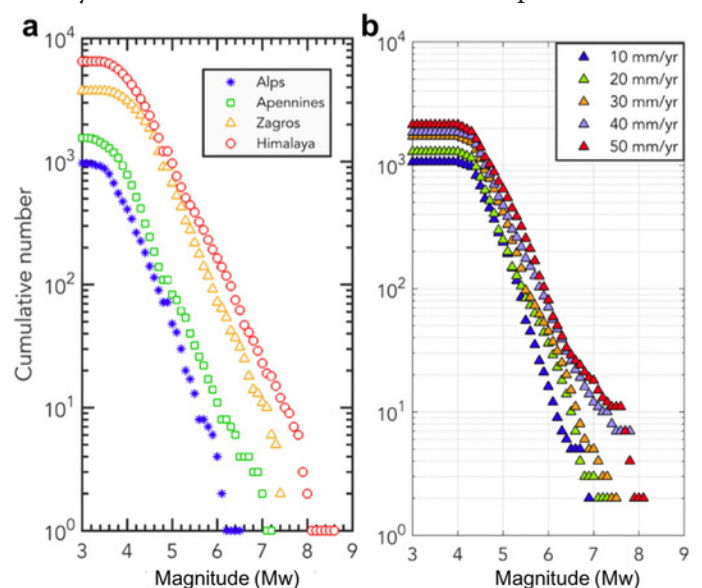 a
b
10⁴
10³
10²
10¹
10⁰
Cumulative number
3 4 5 6 7 8 9
Magnitude (Mw)
Alps
Apennines
Zagros
Himalaya
10⁴
10³
10²
10¹
10⁰
3 4 5 6 7 8 9
Magnitude (Mw)
10 mm/yr
20 mm/yr
30 mm/yr
40 mm/yr
50 mm/yr